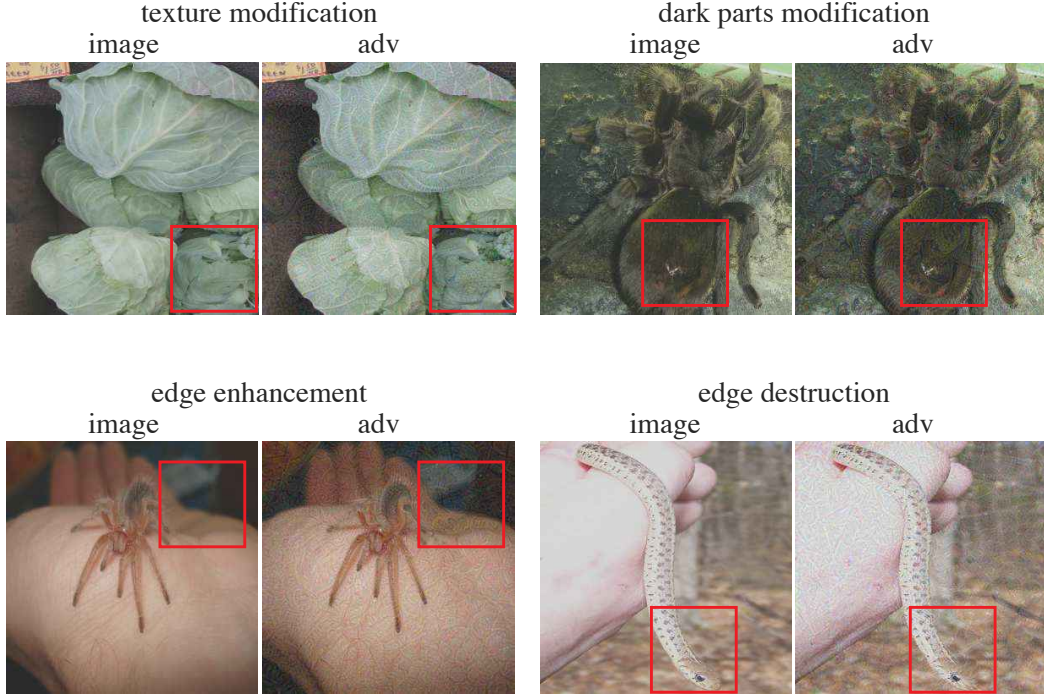 texture modification
image adv
dark parts modification
image adv
edge enhancement
image adv
edge destruction
image adv